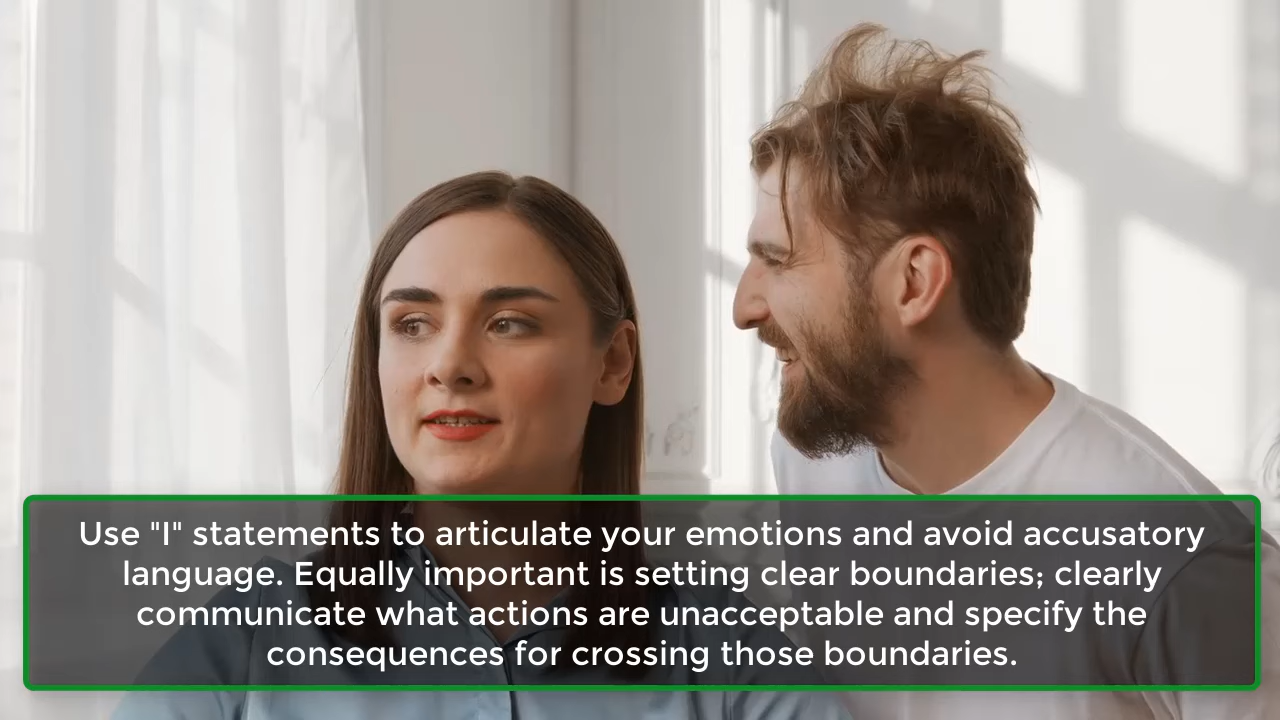 Use "I" statements to articulate your emotions and avoid accusatory
language. Equally important is setting clear boundaries; clearly
communicate what actions are unacceptable and specify the
consequences for crossing those boundaries.